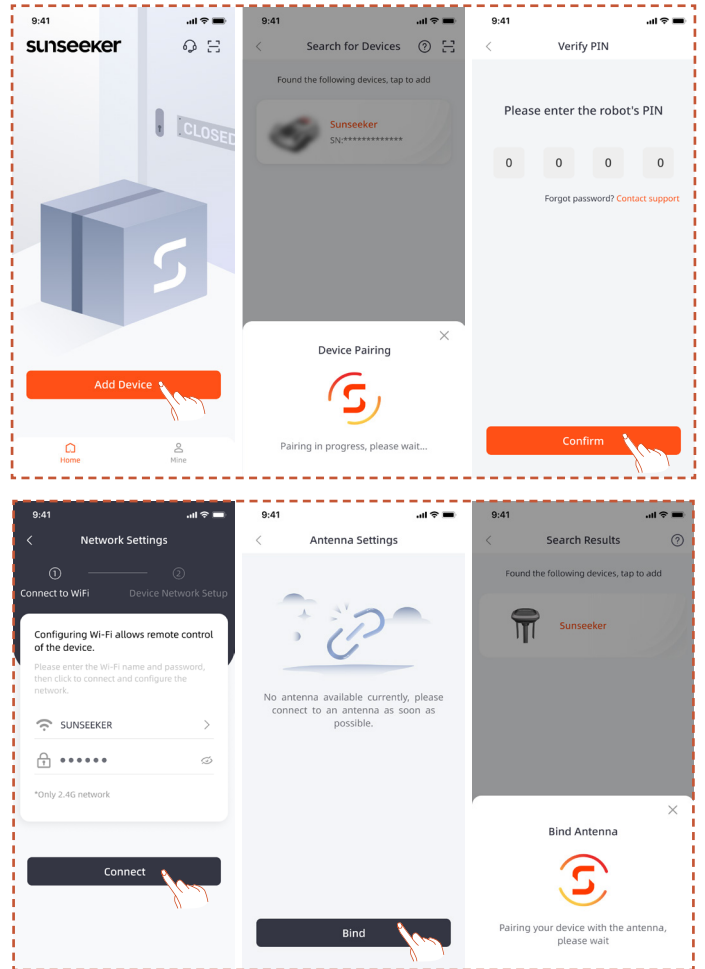 9:41
sunseeker
CLOSED
Add Device
Home
Mine
9:41
Search for Devices
Found the following devices, tap to add
Sunseeker
SN:*************
Device Pairing
Pairing in progress, please wait...
9:41
Verify PIN
Please enter the robot's PIN
0 0 0 0
Forgot password? Contact support
Confirm
9:41
Network Settings
1 2
Connect to WiFi Device Network Setup
Configuring Wi-Fi allows remote control
of the device.
Please enter the Wi-Fi name and password,
then click to connect and configure the
network.
SUNSEEKER
*Only 2.4G network
Connect
9:41
Antenna Settings
No antenna available currently, please
connect to an antenna as soon as
possible.
Bind
9:41
Search Results
Found the following devices, tap to add
Sunseeker
Bind Antenna
Pairing your device with the antenna,
please wait